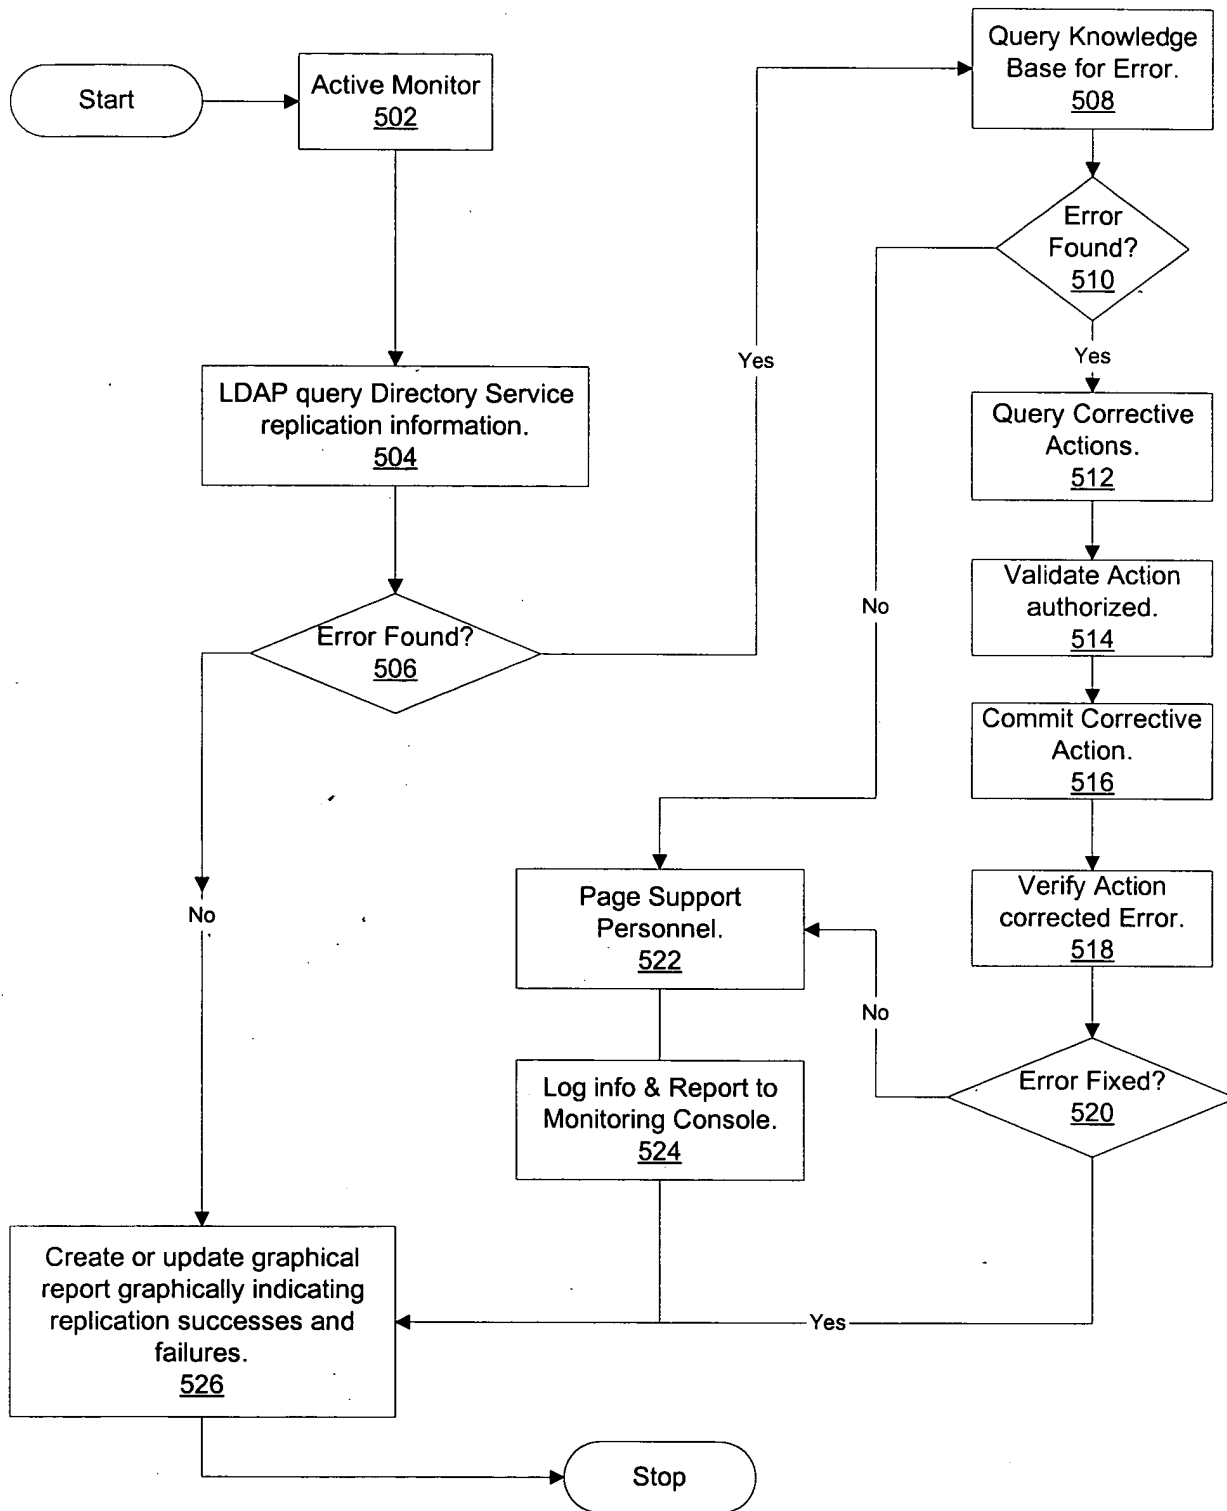 Start
Active Monitor
502
LDAP query Directory Service
replication information.
504
Error Found?
506
No
Yes
Query Knowledge
Base for Error.
508
Error
Found?
510
No
Yes
Query Corrective
Actions.
512
Validate Action
authorized.
514
Commit Corrective
Action.
516
Verify Action
corrected Error.
518
Error Fixed?
520
No
Yes
Page Support
Personnel.
522
Log info & Report to
Monitoring Console.
524
Create or update graphical
report graphically indicating
replication successes and
failures.
526
Stop